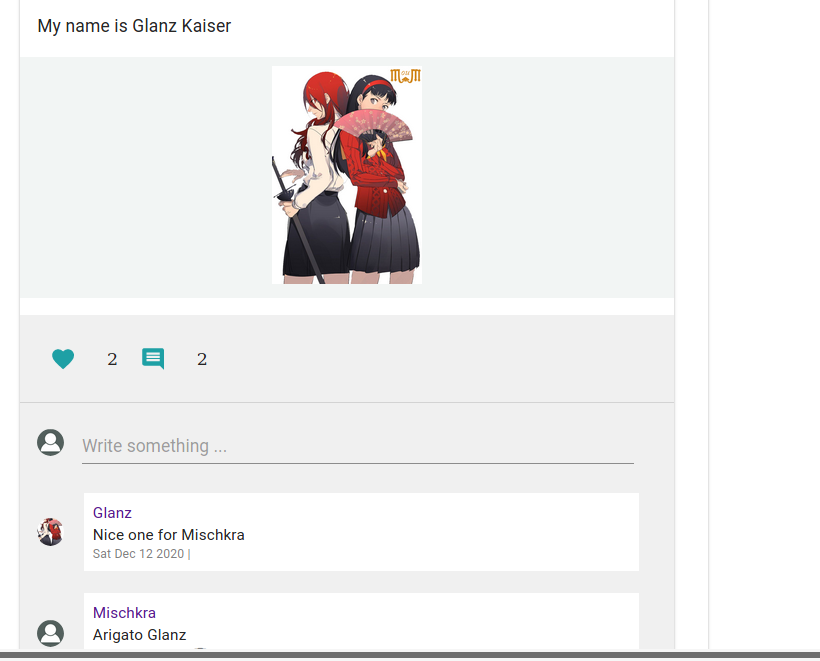 My name is Glanz Kaiser
2
2
Write something ...
Glanz
Nice one for Mischkra
Sat Dec 12 2020 |
Mischkra
Arigato Glanz